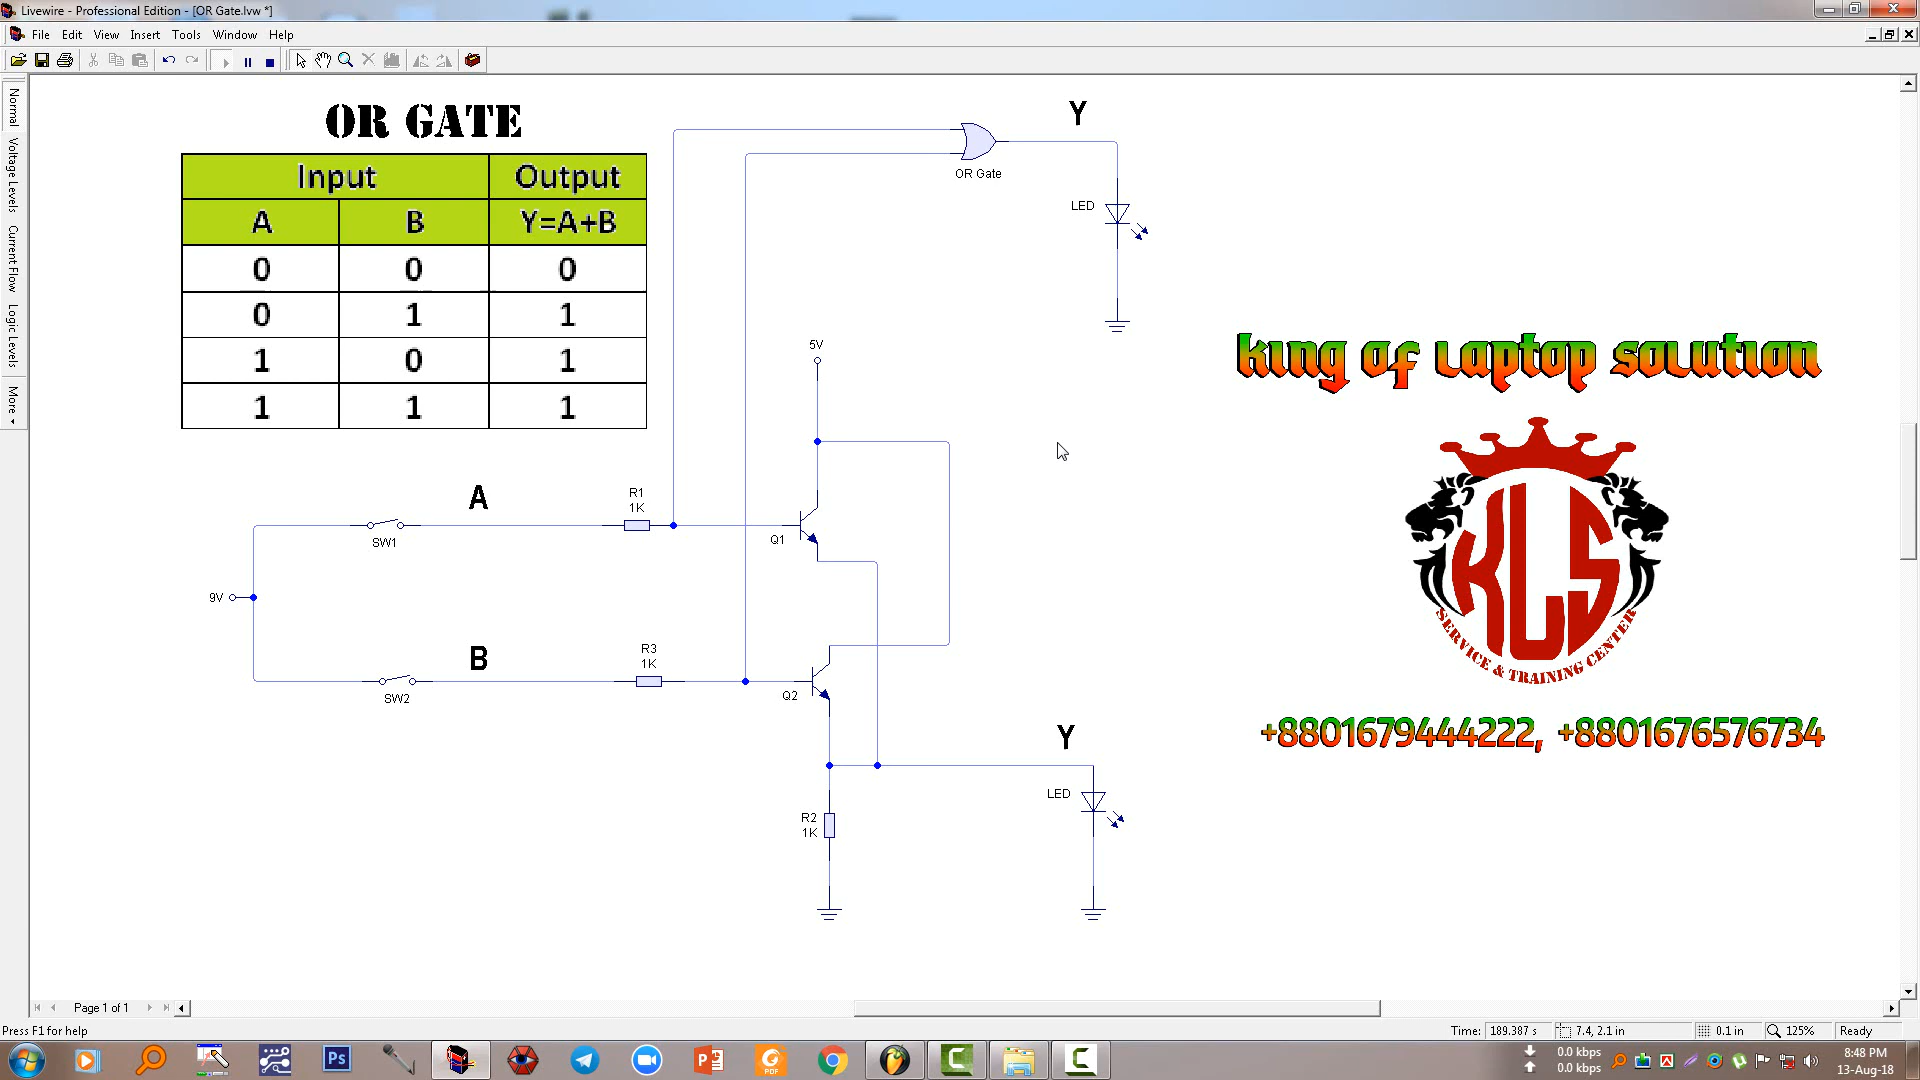 Livewire - Professional Edition - [OR Gate.lvw *]
File Edit View Insert Tools Window Help
Normal
Voltage Levels
Current Flow
Logic Levels
More
OR GATE
Input Output
A B Y=A+B
0 0 0
0 1 1
1 0 1
1 1 1
Y
OR Gate
LED
5V
King of Laptop Solution
KLS
SERVICE & TRAINING CENTER
+8801679444222, +8801676576734
A
R1
1K
SW1
Q1
9V
B
R3
1K
SW2
Q2
Y
LED
R2
1K
Page 1 of 1
Press F1 for help
Time: 189.387 s 7.4, 2.1 in 0.1 in 125% Ready
Ps
PDF
0.0 kbps
0.0 kbps
8:48 PM
13-Aug-18